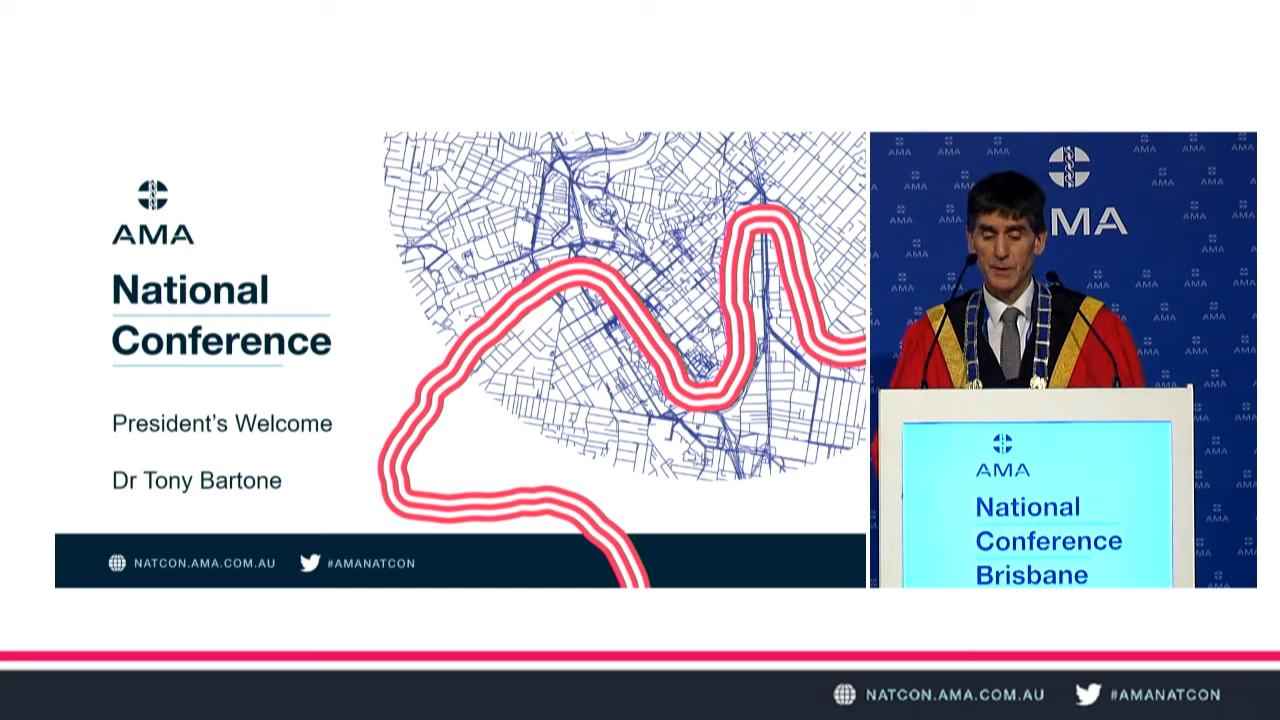 AMA
National
Conference
President's Welcome
Dr Tony Bartone
NATCON.AMA.COM.AU
#AMANATCON
AMA
AMA
National
Conference
Brisbane
NATCON.AMA.COM.AU
#AMANATCON